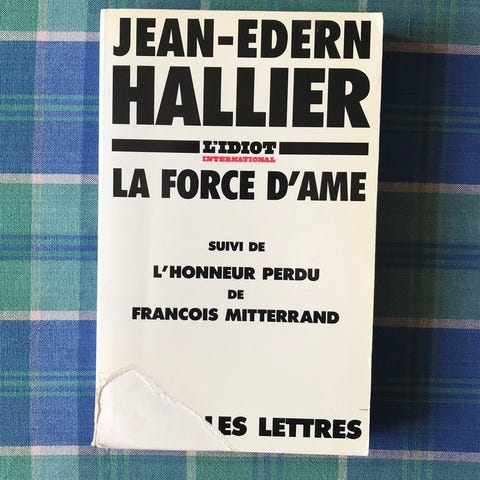 JEAN-EDERN
HALLIER
L'IDIOT
INTERNATIONAL
LA FORCE D'AME
SUIVI DE
L'HONNEUR PERDU
DE
FRANCOIS MITTERRAND
LES LETTRES